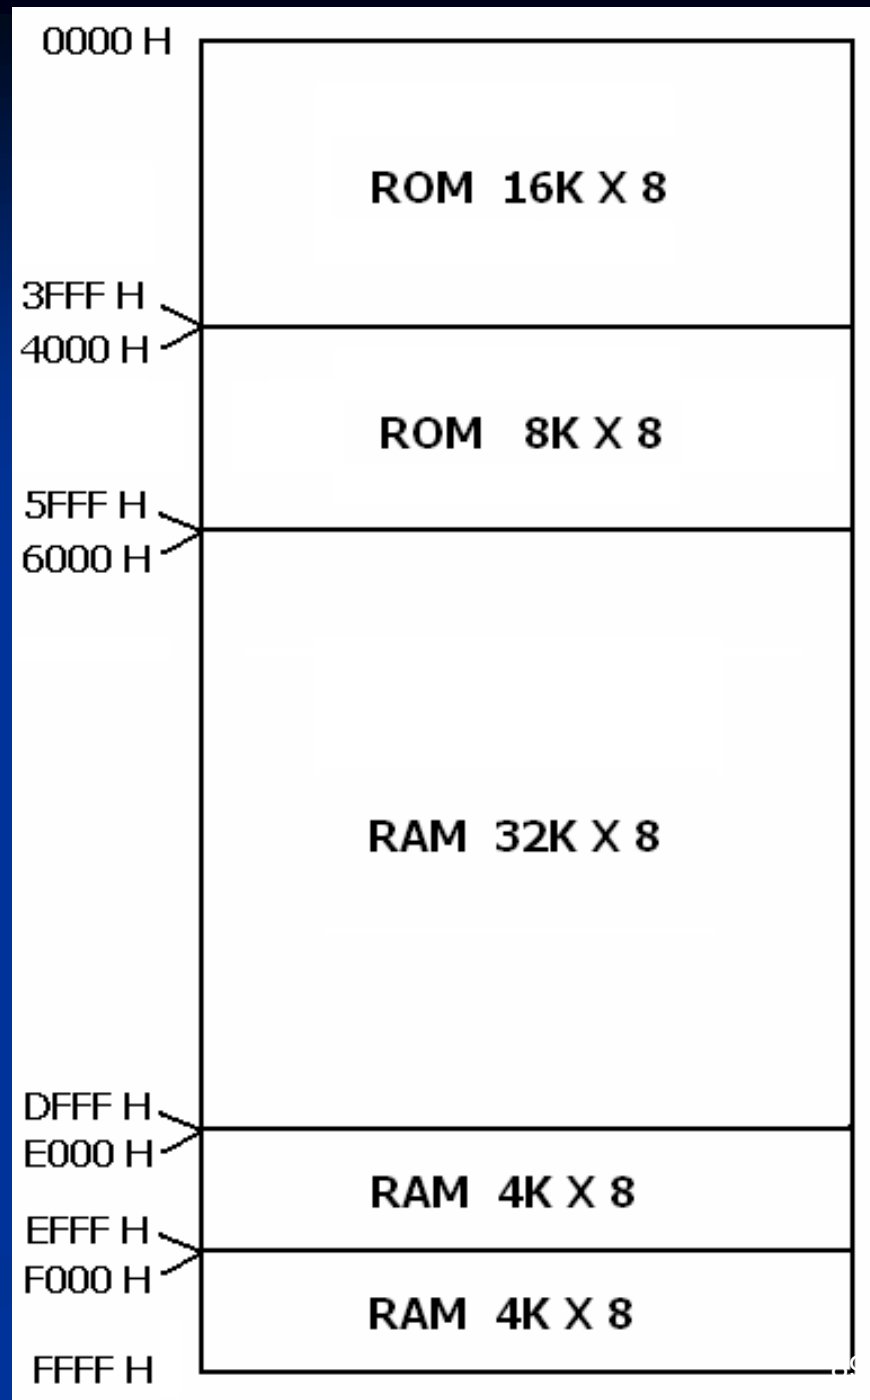 0000 H
ROM 16K X 8
3FFF H
4000 H
ROM 8K X 8
5FFF H
6000 H
RAM 32K X 8
DFFF H
E000 H
RAM 4K X 8
EFFF H
F000 H
RAM 4K X 8
FFFF H